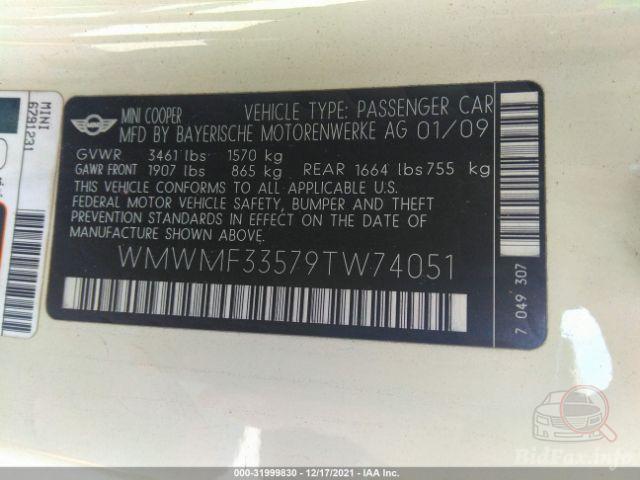 MINI COOPER
VEHICLE TYPE: PASSENGER CAR
MFD BY BAYERISCHE MOTORENWERKE AG 01/09
GVWR 3461 lbs 1570 kg
GAWR FRONT 1907 lbs 865 kg REAR 1664 lbs 755 kg
THIS VEHICLE CONFORMS TO ALL APPLICABLE U.S.
FEDERAL MOTOR VEHICLE SAFETY, BUMPER AND THEFT
PREVENTION STANDARDS IN EFFECT ON THE DATE
OF MANUFACTURE SHOWN ABOVE.
WMWMF33579TW74051
7 049 307
MINI
6791231
BidFax.info
000-31999830 - 12/17/2021 - IAA Inc.